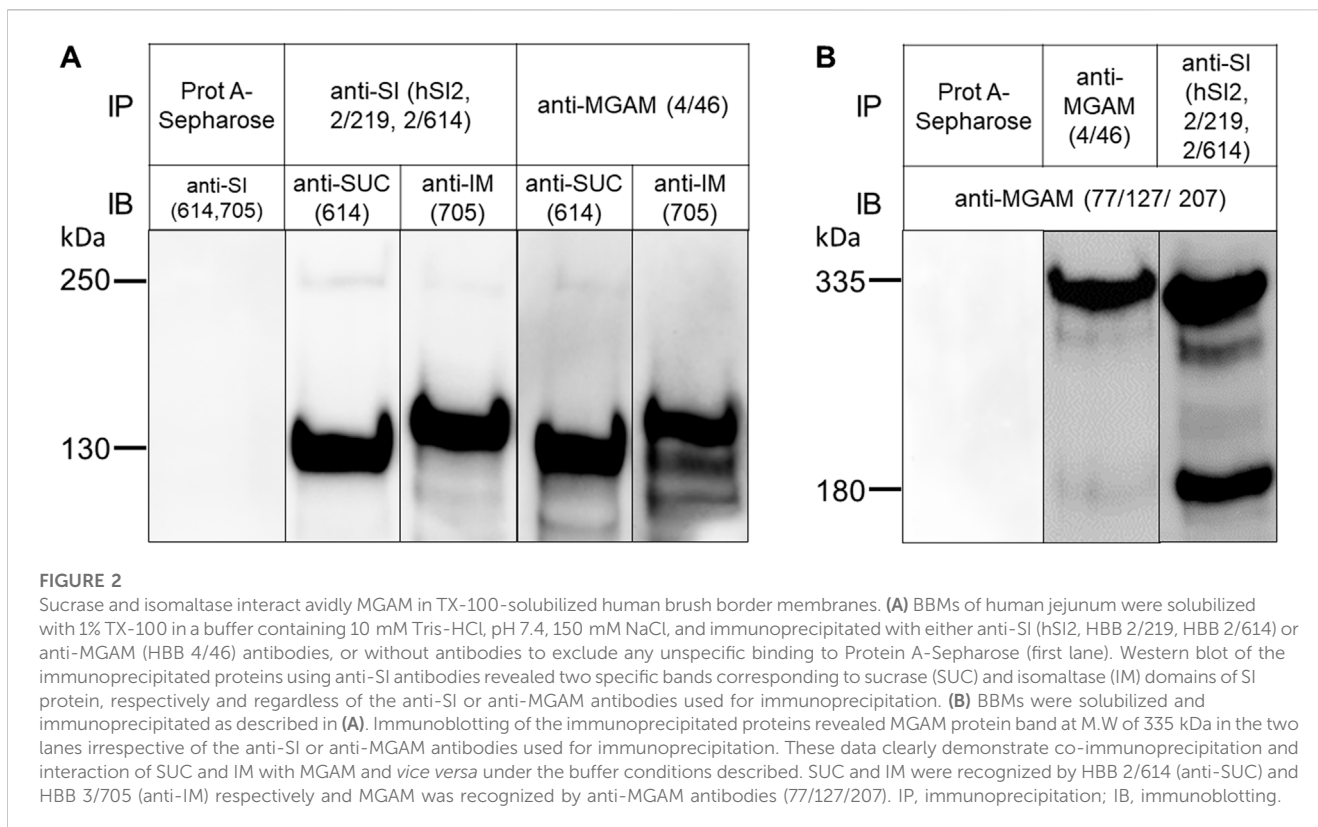 A
IP
Prot A-
Sepharose
anti-SI (hSI2,
2/219, 2/614)
anti-MGAM (4/46)
IB
anti-SI
(614,705)
anti-SUC
(614)
anti-IM
(705)
anti-SUC
(614)
anti-IM
(705)
kDa
250
130
B
IP
Prot A-
Sepharose
anti-
MGAM
(4/46)
anti-SI
(hSI2,
2/219,
2/614)
IB
anti-MGAM (77/127/ 207)
kDa
335
180
FIGURE 2
Sucrase and isomaltase interact avidly MGAM in TX-100-solubilized human brush border membranes. (A) BBMs of human jejunum were solubilized
with 1% TX-100 in a buffer containing 10 mM Tris-HCl, pH 7.4, 150 mM NaCl, and immunoprecipitated with either anti-SI (hSI2, HBB 2/219, HBB 2/614) or
anti-MGAM (HBB 4/46) antibodies, or without antibodies to exclude any unspecific binding to Protein A-Sepharose (first lane). Western blot of the
immunoprecipitated proteins using anti-SI antibodies revealed two specific bands corresponding to sucrase (SUC) and isomaltase (IM) domains of SI
protein, respectively and regardless of the anti-SI or anti-MGAM antibodies used for immunoprecipitation. (B) BBMs were solubilized and
immunoprecipitated as described in (A). Immunoblotting of the immunoprecipitated proteins revealed MGAM protein band at M.W of 335 kDa in the two
lanes irrespective of the anti-SI or anti-MGAM antibodies used for immunoprecipitation. These data clearly demonstrate co-immunoprecipitation and
interaction of SUC and IM with MGAM and vice versa under the buffer conditions described. SUC and IM were recognized by HBB 2/614 (anti-SUC) and
HBB 3/705 (anti-IM) respectively and MGAM was recognized by anti-MGAM antibodies (77/127/207). IP, immunoprecipitation; IB, immunoblotting.